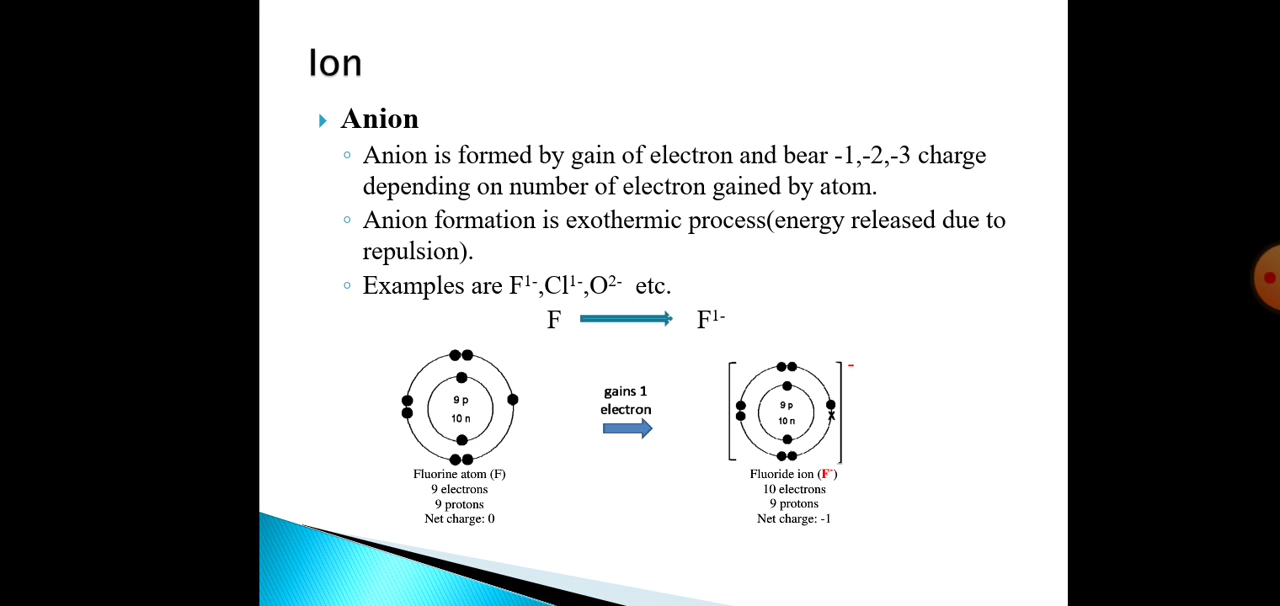 Ion
Anion
Anion is formed by gain of electron and bear -1,-2,-3 charge
depending on number of electron gained by atom.
Anion formation is exothermic process(energy released due to
repulsion).
Examples are F¹⁻,Cl¹⁻,O²⁻ etc.
F F¹⁻
9 p
10 n
gains 1
electron
9 p
10 n
Fluorine atom (F)
9 electrons
9 protons
Net charge: 0
-
Fluoride ion (F⁻)
10 electrons
9 protons
Net charge: -1